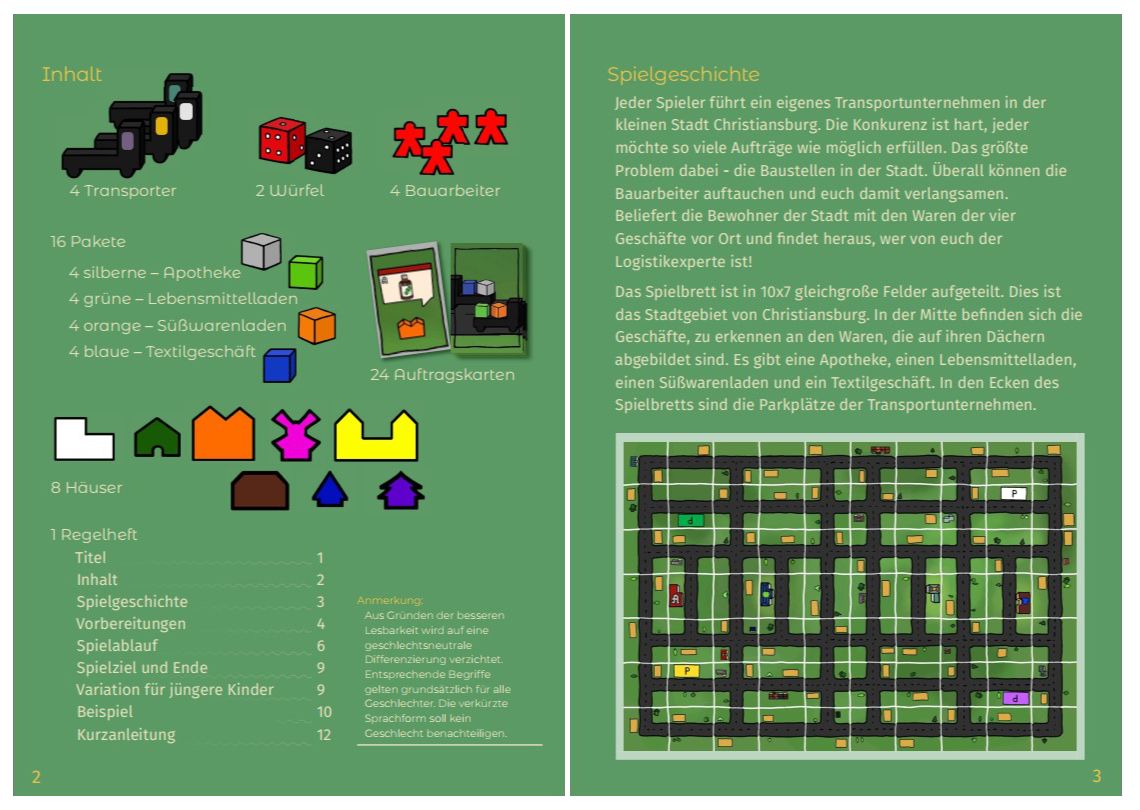 Inhalt
4 Transporter
2 Würfel
4 Bauarbeiter
16 Pakete
4 silberne – Apotheke
4 grüne – Lebensmittelladen
4 orange – Süßwarenladen
4 blaue – Textilgeschäft
24 Auftragskarten
8 Häuser
1 Regelheft
Titel 1
Inhalt 2
Spielgeschichte 3
Vorbereitungen 4
Spielablauf 6
Spielziel und Ende 9
Variation für jüngere Kinder 9
Beispiel 10
Kurzanleitung 12
Anmerkung:
Aus Gründen der besseren
Lesbarkeit wird auf eine
geschlechtsneutrale
Differenzierung verzichtet.
Entsprechende Begriffe
gelten grundsätzlich für alle
Geschlechter. Die verkürzte
Sprachform soll kein
Geschlecht benachteiligen.
2
Spielgeschichte
Jeder Spieler führt ein eigenes Transportunternehmen in der
kleinen Stadt Christiansburg. Die Konkurenz ist hart, jeder
möchte so viele Aufträge wie möglich erfüllen. Das größte
Problem dabei - die Baustellen in der Stadt. Überall können die
Bauarbeiter auftauchen und euch damit verlangsamen.
Beliefert die Bewohner der Stadt mit den Waren der vier
Geschäfte vor Ort und findet heraus, wer von euch der
Logistikexperte ist!
Das Spielbrett ist in 10x7 gleichgroße Felder aufgeteilt. Dies ist
das Stadtgebiet von Christiansburg. In der Mitte befinden sich die
Geschäfte, zu erkennen an den Waren, die auf ihren Dächern
abgebildet sind. Es gibt eine Apotheke, einen Lebensmittelladen,
einen Süßwarenladen und ein Textilgeschäft. In den Ecken des
Spielbretts sind die Parkplätze der Transportunternehmen.
P
P
P
P
3